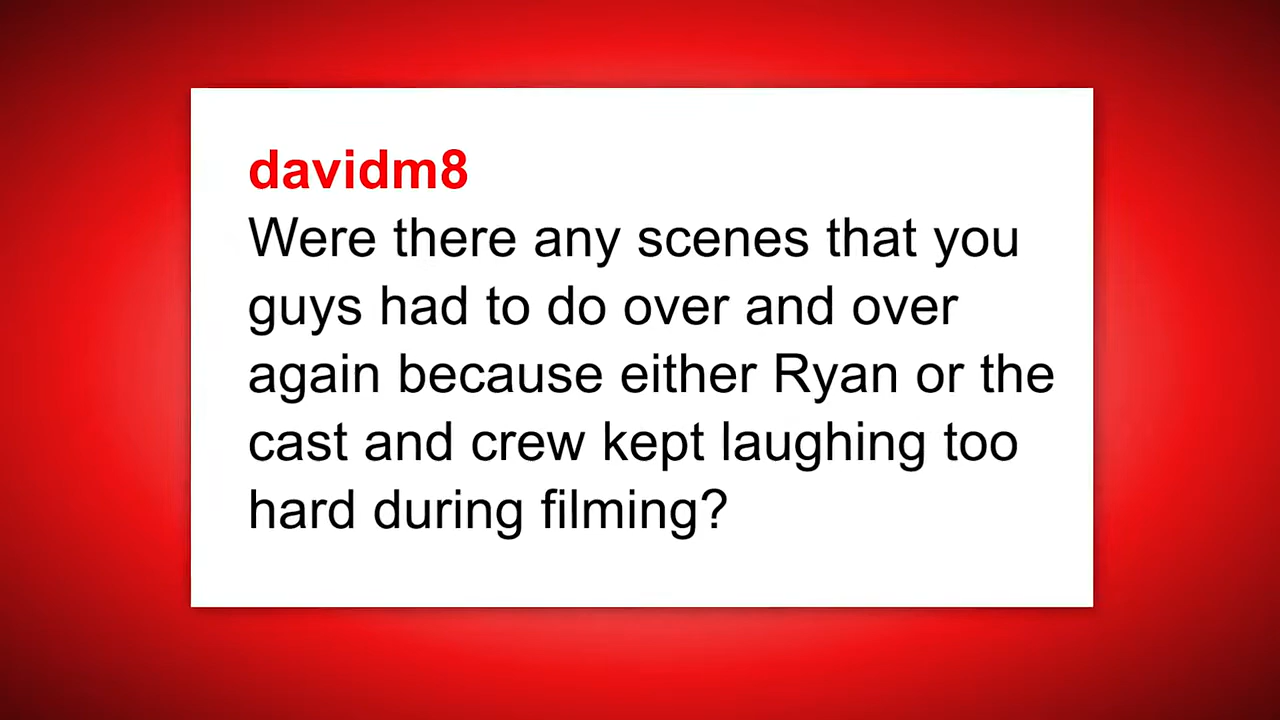 davidm8
Were there any scenes that you
guys had to do over and over
again because either Ryan or the
cast and crew kept laughing too
hard during filming?